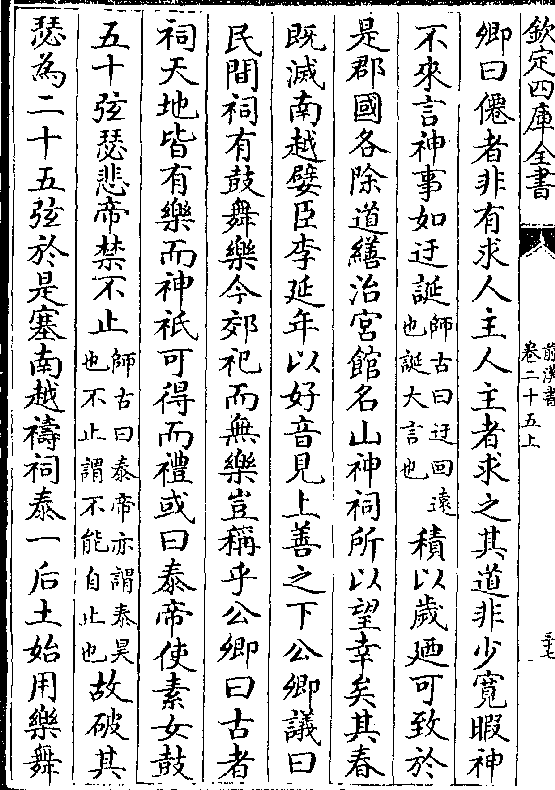 欽定四庫全書
前漢書
卷二十五上
三七
卿曰僊者非有求人主人主者求之其道非少寬暇神
不來言神事如迂誕師古曰迂回遠
也誕大言也積以歲廼可致於
是郡國各除道繕治宮館名山神祠所以望幸矣其春
既滅南越嬖臣李延年以好音見上善之下公卿議曰
民間祠有鼓舞樂今郊祀而無樂豈稱乎公卿曰古者
祠天地皆有樂而神祇可得而禮或曰泰帝使素女鼓
五十弦瑟悲帝禁不止師古曰泰帝亦謂泰昊
也不止謂不能自止也故破其
瑟為二十五弦於是塞南越禱祠泰一后土始用樂舞